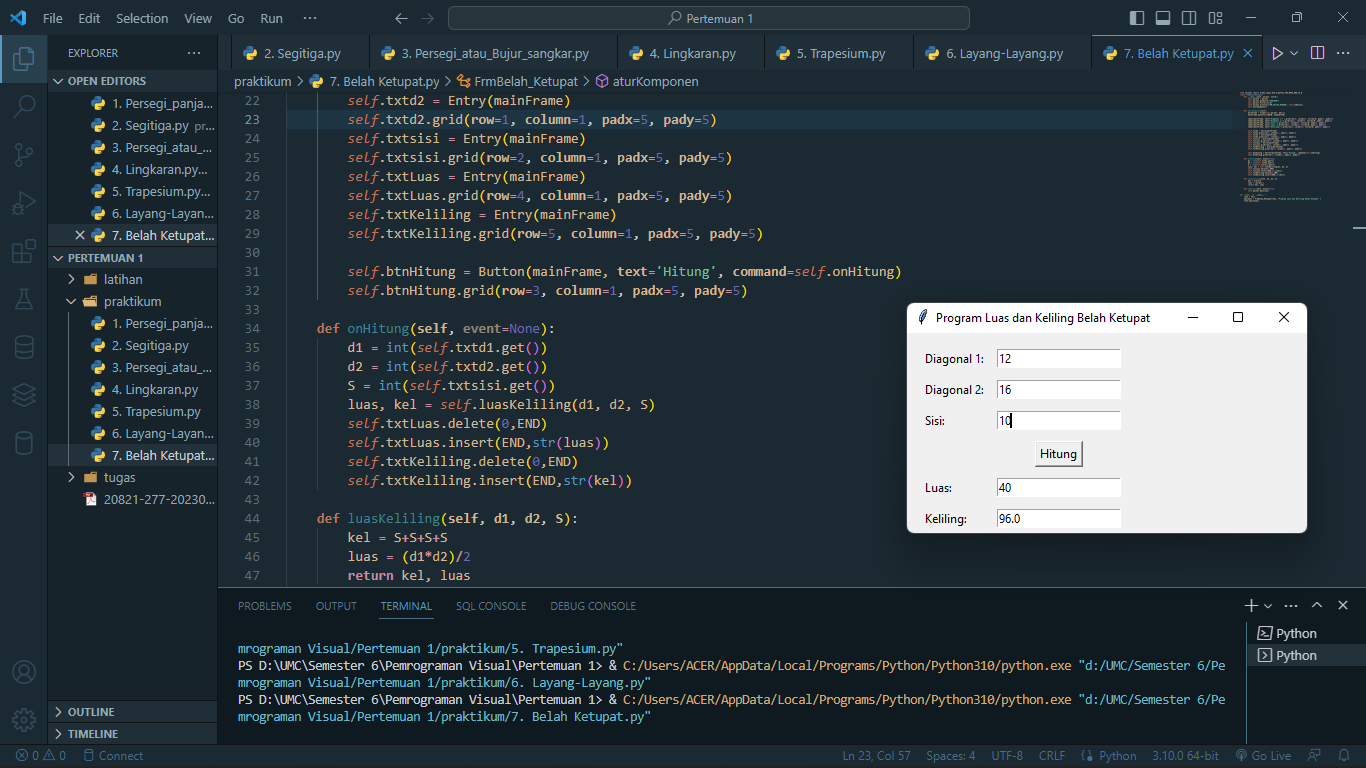 File Edit Selection View Go Run ··· Pertemuan 1
EXPLORER ···
OPEN EDITORS
1. Persegi_panja...
2. Segitiga.py pr...
3. Persegi_atau_...
4. Lingkaran.py...
5. Trapesium.py...
6. Layang-Layan...
7. Belah Ketupat...
PERTEMUAN 1
latihan
praktikum
1. Persegi_panja...
2. Segitiga.py
3. Persegi_atau_...
4. Lingkaran.py
5. Trapesium.py
6. Layang-Layan...
7. Belah Ketupat...
tugas
20821-277-20230...
OUTLINE
TIMELINE
2. Segitiga.py 3. Persegi_atau_Bujur_sangkar.py 4. Lingkaran.py 5. Trapesium.py 6. Layang-Layang.py 7. Belah Ketupat.py
praktikum > 7. Belah Ketupat.py > FrmBelah_Ketupat > aturKomponen
22 self.txtd2 = Entry(mainFrame)
23 self.txtd2.grid(row=1, column=1, padx=5, pady=5)
24 self.txtsisi = Entry(mainFrame)
25 self.txtsisi.grid(row=2, column=1, padx=5, pady=5)
26 self.txtLuas = Entry(mainFrame)
27 self.txtLuas.grid(row=4, column=1, padx=5, pady=5)
28 self.txtKeliling = Entry(mainFrame)
29 self.txtKeliling.grid(row=5, column=1, padx=5, pady=5)
30
31 self.btnHitung = Button(mainFrame, text='Hitung', command=self.onHitung)
32 self.btnHitung.grid(row=3, column=1, padx=5, pady=5)
33
34 def onHitung(self, event=None):
35 d1 = int(self.txtd1.get())
36 d2 = int(self.txtd2.get())
37 S = int(self.txtsisi.get())
38 luas, kel = self.luasKeliling(d1, d2, S)
39 self.txtLuas.delete(0,END)
40 self.txtLuas.insert(END,str(luas))
41 self.txtKeliling.delete(0,END)
42 self.txtKeliling.insert(END,str(kel))
43
44 def luasKeliling(self, d1, d2, S):
45 kel = S+S+S+S
46 luas = (d1*d2)/2
47 return kel, luas
Program Luas dan Keliling Belah Ketupat
Diagonal 1: 12
Diagonal 2: 16
Sisi: 10
Hitung
Luas: 40
Keliling: 96.0
PROBLEMS OUTPUT TERMINAL SQL CONSOLE DEBUG CONSOLE
mrograman Visual/Pertemuan 1/praktikum/5. Trapesium.py"
PS D:\UMC\Semester 6\Pemrograman Visual\Pertemuan 1> & C:/Users/ACER/AppData/Local/Programs/Python/Python310/python.exe "d:/UMC/Semester 6/Pe
mrograman Visual/Pertemuan 1/praktikum/6. Layang-Layang.py"
PS D:\UMC\Semester 6\Pemrograman Visual\Pertemuan 1> & C:/Users/ACER/AppData/Local/Programs/Python/Python310/python.exe "d:/UMC/Semester 6/Pe
mrograman Visual/Pertemuan 1/praktikum/7. Belah Ketupat.py"
Python
Python
0 0 Connect Ln 23, Col 57 Spaces: 4 UTF-8 CRLF Python 3.10.0 64-bit Go Live